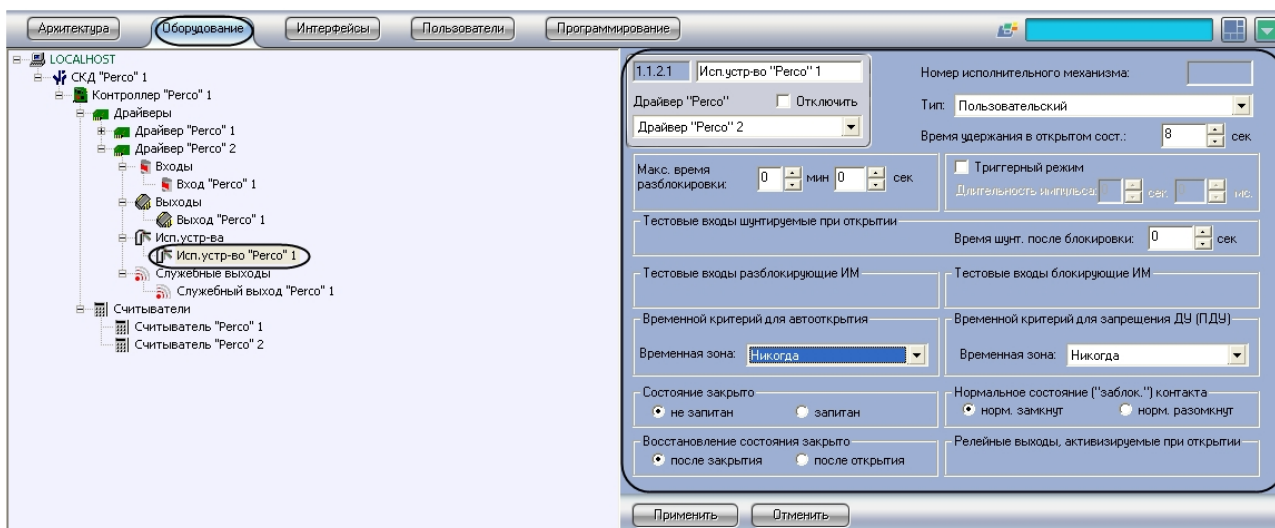 Архитектура Оборудование Интерфейсы Пользователи Программирование
LOCALHOST
СКД "Perco" 1
Контроллер "Perco" 1
Драйверы
Драйвер "Perco" 1
Драйвер "Perco" 2
Входы
Вход "Perco" 1
Выходы
Выход "Perco" 1
Исп.устр-ва
Исп.устр-во "Perco" 1
Служебные выходы
Служебный выход "Perco" 1
Считыватели
Считыватель "Perco" 1
Считыватель "Perco" 2
1.1.2.1 Исп.устр-во "Perco" 1
Драйвер "Perco" Отключить
Драйвер "Perco" 2
Номер исполнительного механизма:
Тип: Пользовательский
Время удержания в открытом сост.: 8 сек
Макс. время
разблокировки: 0 мин 0 сек
Триггерный режим
Длительность импульса: 0 сек 0 мс.
Тестовые входы шунтируемые при открытии
Время шунт. после блокировки: 0 сек
Тестовые входы разблокирующие ИМ
Тестовые входы блокирующие ИМ
Временной критерий для автооткрытия
Временная зона: Никогда
Временной критерий для запрещения ДУ (ПДУ)
Временная зона: Никогда
Состояние закрыто
не запитан запитан
Нормальное состояние ("заблок.") контакта
норм. замкнут норм. разомкнут
Восстановление состояния закрыто
после закрытия после открытия
Релейные выходы, активизируемые при открытии
Применить Отменить